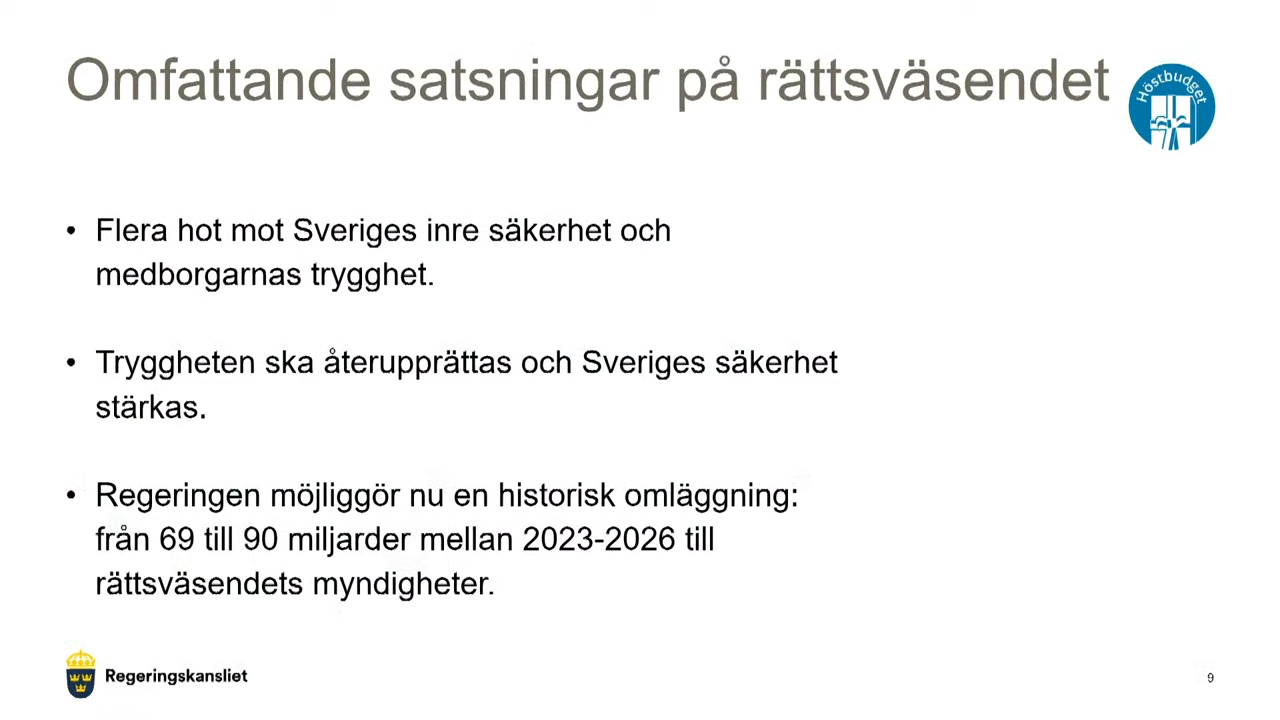 Omfattande satsningar på rättsväsendet
Höstbudget
• Flera hot mot Sveriges inre säkerhet och
medborgarnas trygghet.
• Tryggheten ska återupprättas och Sveriges säkerhet
stärkas.
• Regeringen möjliggör nu en historisk omläggning:
från 69 till 90 miljarder mellan 2023-2026 till
rättsväsendets myndigheter.
Regeringskansliet
9